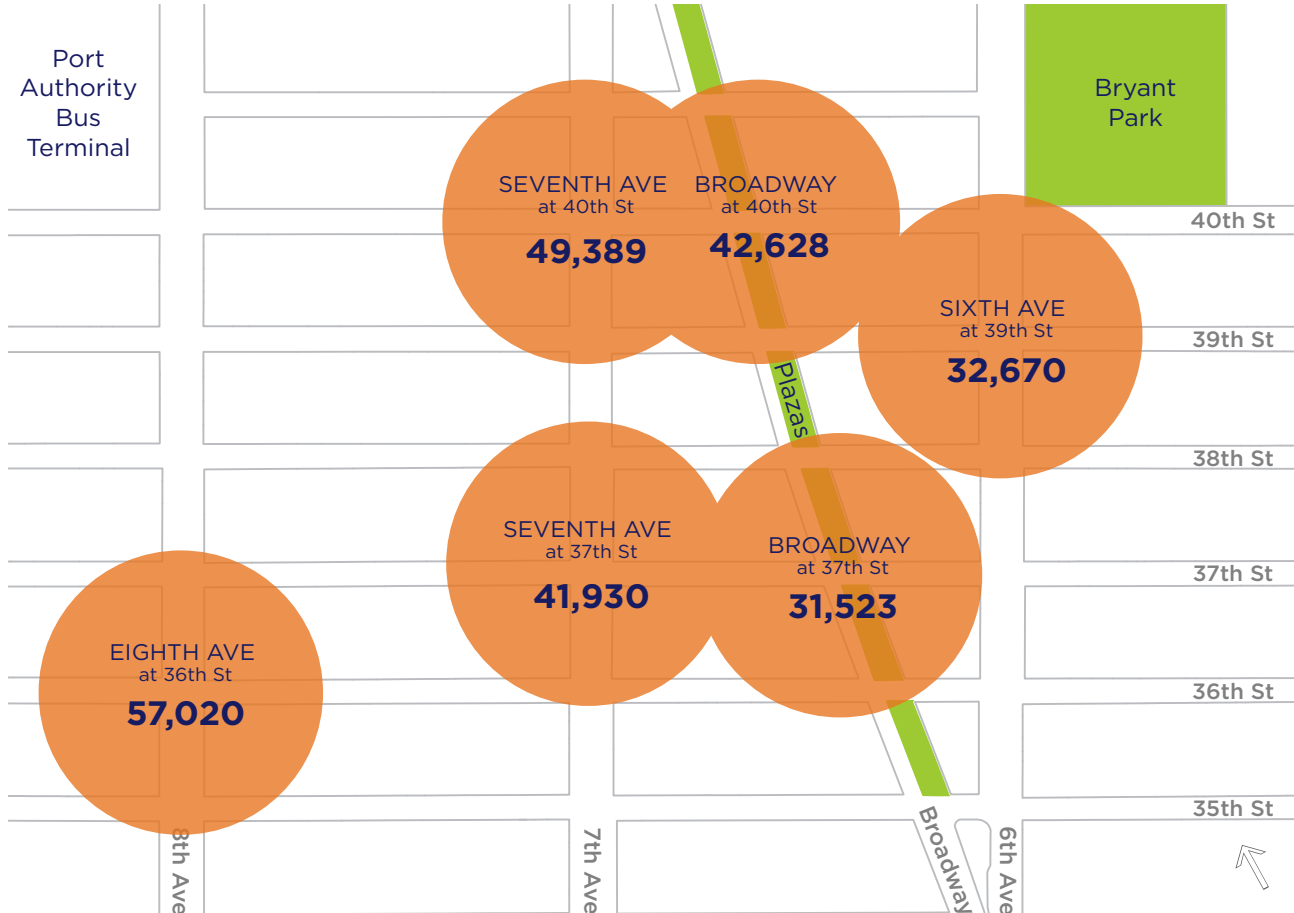 Port
Authority
Bus
Terminal
Bryant
Park
SEVENTH AVE
at 40th St
49,389
BROADWAY
at 40th St
42,628
40th St
SIXTH AVE
at 39th St
32,670
39th St
Plazas
38th St
SEVENTH AVE
at 37th St
41,930
BROADWAY
at 37th St
31,523
37th St
EIGHTH AVE
at 36th St
57,020
36th St
35th St
8th Ave
7th Ave
Broadway
6th Ave